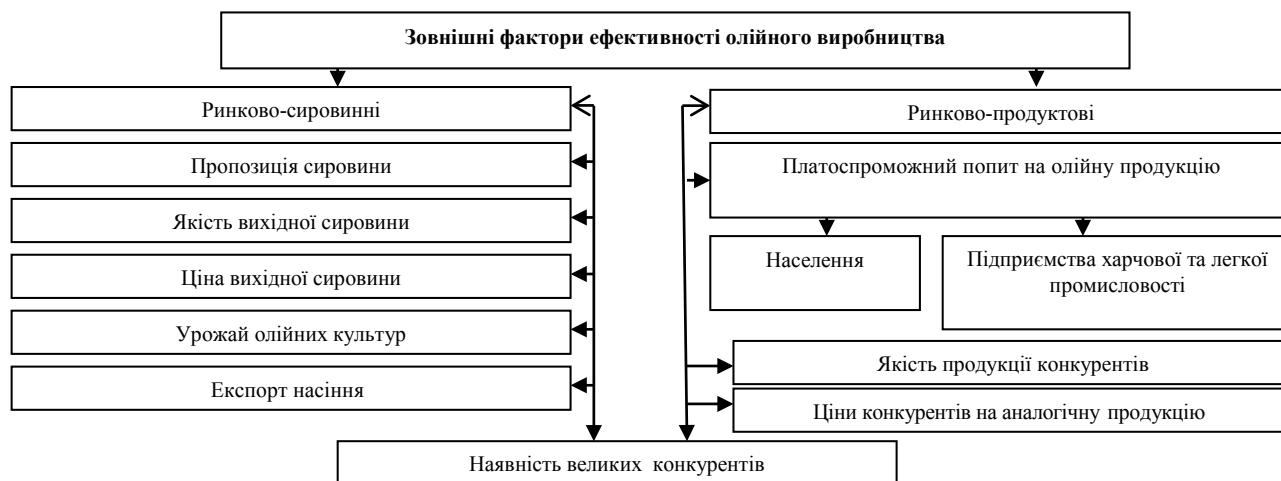 Зовнішні фактори ефективності олійного виробництва
Ринково-сировинні
Пропозиція сировини
Якість вихідної сировини
Ціна вихідної сировини
Урожай олійних культур
Експорт насіння
Ринково-продуктові
Платоспроможний попит на олійну продукцію
Населення
Підприємства харчової та легкої
промисловості
Якість продукції конкурентів
Ціни конкурентів на аналогічну продукцію
Наявність великих конкурентів